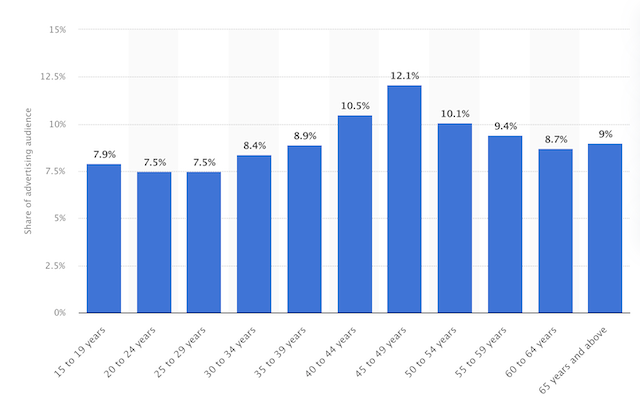 15%
12.5%
10%
7.5%
5%
2.5%
0%
Share of advertising audience
7.9%
7.5%
7.5%
8.4%
8.9%
10.5%
12.1%
10.1%
9.4%
8.7%
9%
15 to 19 years
20 to 24 years
25 to 29 years
30 to 34 years
35 to 39 years
40 to 44 years
45 to 49 years
50 to 54 years
55 to 59 years
60 to 64 years
65 years and above